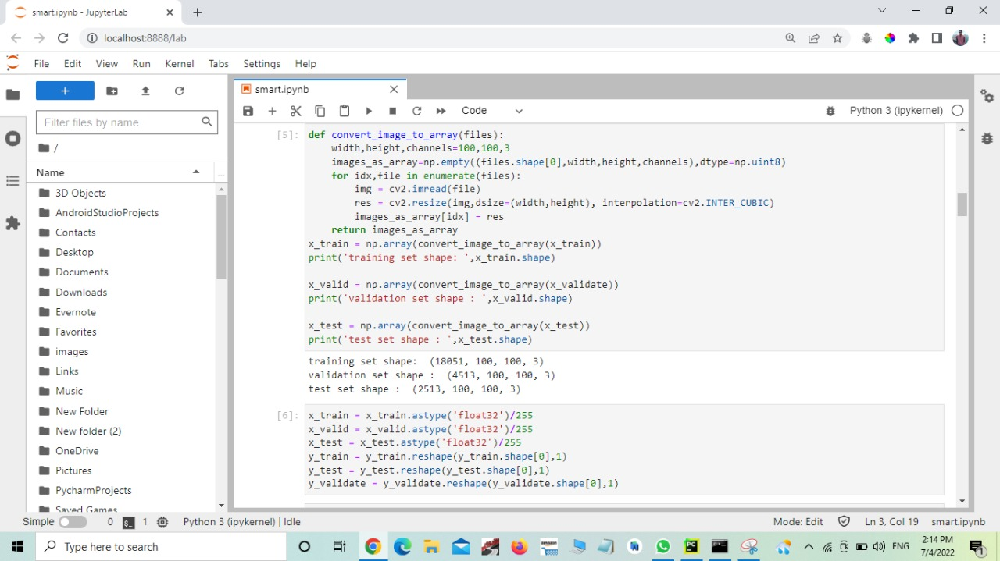 smart.ipynb - JupyterLab
localhost:8888/lab
File Edit View Run Kernel Tabs Settings Help
+
Filter files by name
/
Name
3D Objects
AndroidStudioProjects
Contacts
Desktop
Documents
Downloads
Evernote
Favorites
images
Links
Music
New Folder
New folder (2)
OneDrive
Pictures
PycharmProjects
Saved Games
smart.ipynb
Code
Python 3 (ipykernel)
[5]:
def convert_image_to_array(files):
    width,height,channels=100,100,3
    images_as_array=np.empty((files.shape[0],width,height,channels),dtype=np.uint8)
    for idx,file in enumerate(files):
        img = cv2.imread(file)
        res = cv2.resize(img,dsize=(width,height), interpolation=cv2.INTER_CUBIC)
        images_as_array[idx] = res
    return images_as_array
x_train = np.array(convert_image_to_array(x_train))
print('training set shape: ',x_train.shape)
x_valid = np.array(convert_image_to_array(x_validate))
print('validation set shape : ',x_valid.shape)
x_test = np.array(convert_image_to_array(x_test))
print('test set shape : ',x_test.shape)
training set shape:  (18051, 100, 100, 3)
validation set shape :  (4513, 100, 100, 3)
test set shape :  (2513, 100, 100, 3)
[6]:
x_train = x_train.astype('float32')/255
x_valid = x_valid.astype('float32')/255
x_test = x_test.astype('float32')/255
y_train = y_train.reshape(y_train.shape[0],1)
y_test = y_test.reshape(y_test.shape[0],1)
y_validate = y_validate.reshape(y_validate.shape[0],1)
Simple 0 $_ 1 Python 3 (ipykernel) | Idle Mode: Edit Ln 3, Col 19 smart.ipynb
Type here to search
PC
amazon
ENG
2:14 PM
7/4/2022
1